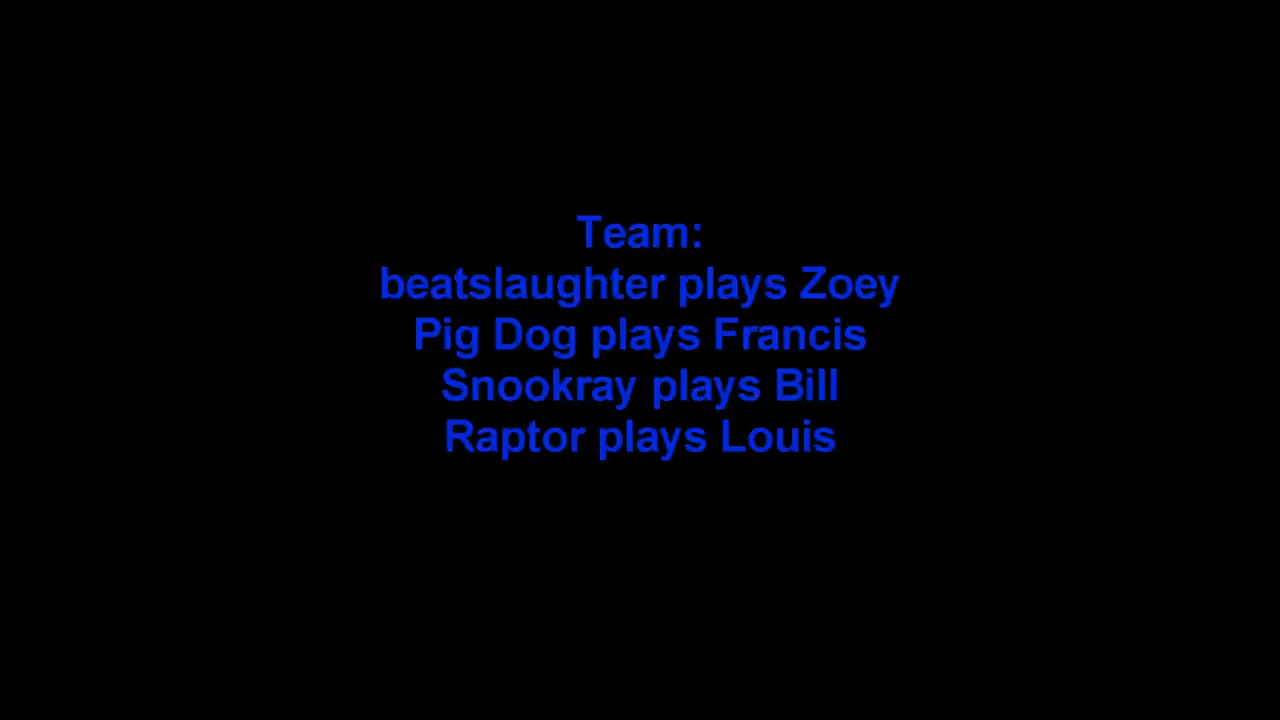 Team:
beatslaughter plays Zoey
Pig Dog plays Francis
Snookray plays Bill
Raptor plays Louis